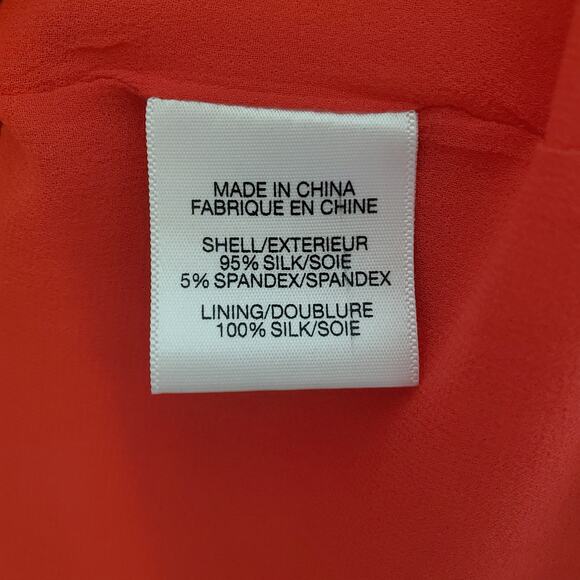 MADE IN CHINA
FABRIQUE EN CHINE
SHELL/EXTERIEUR
95% SILK/SOIE
5% SPANDEX/SPANDEX
LINING/DOUBLURE
100% SILK/SOIE